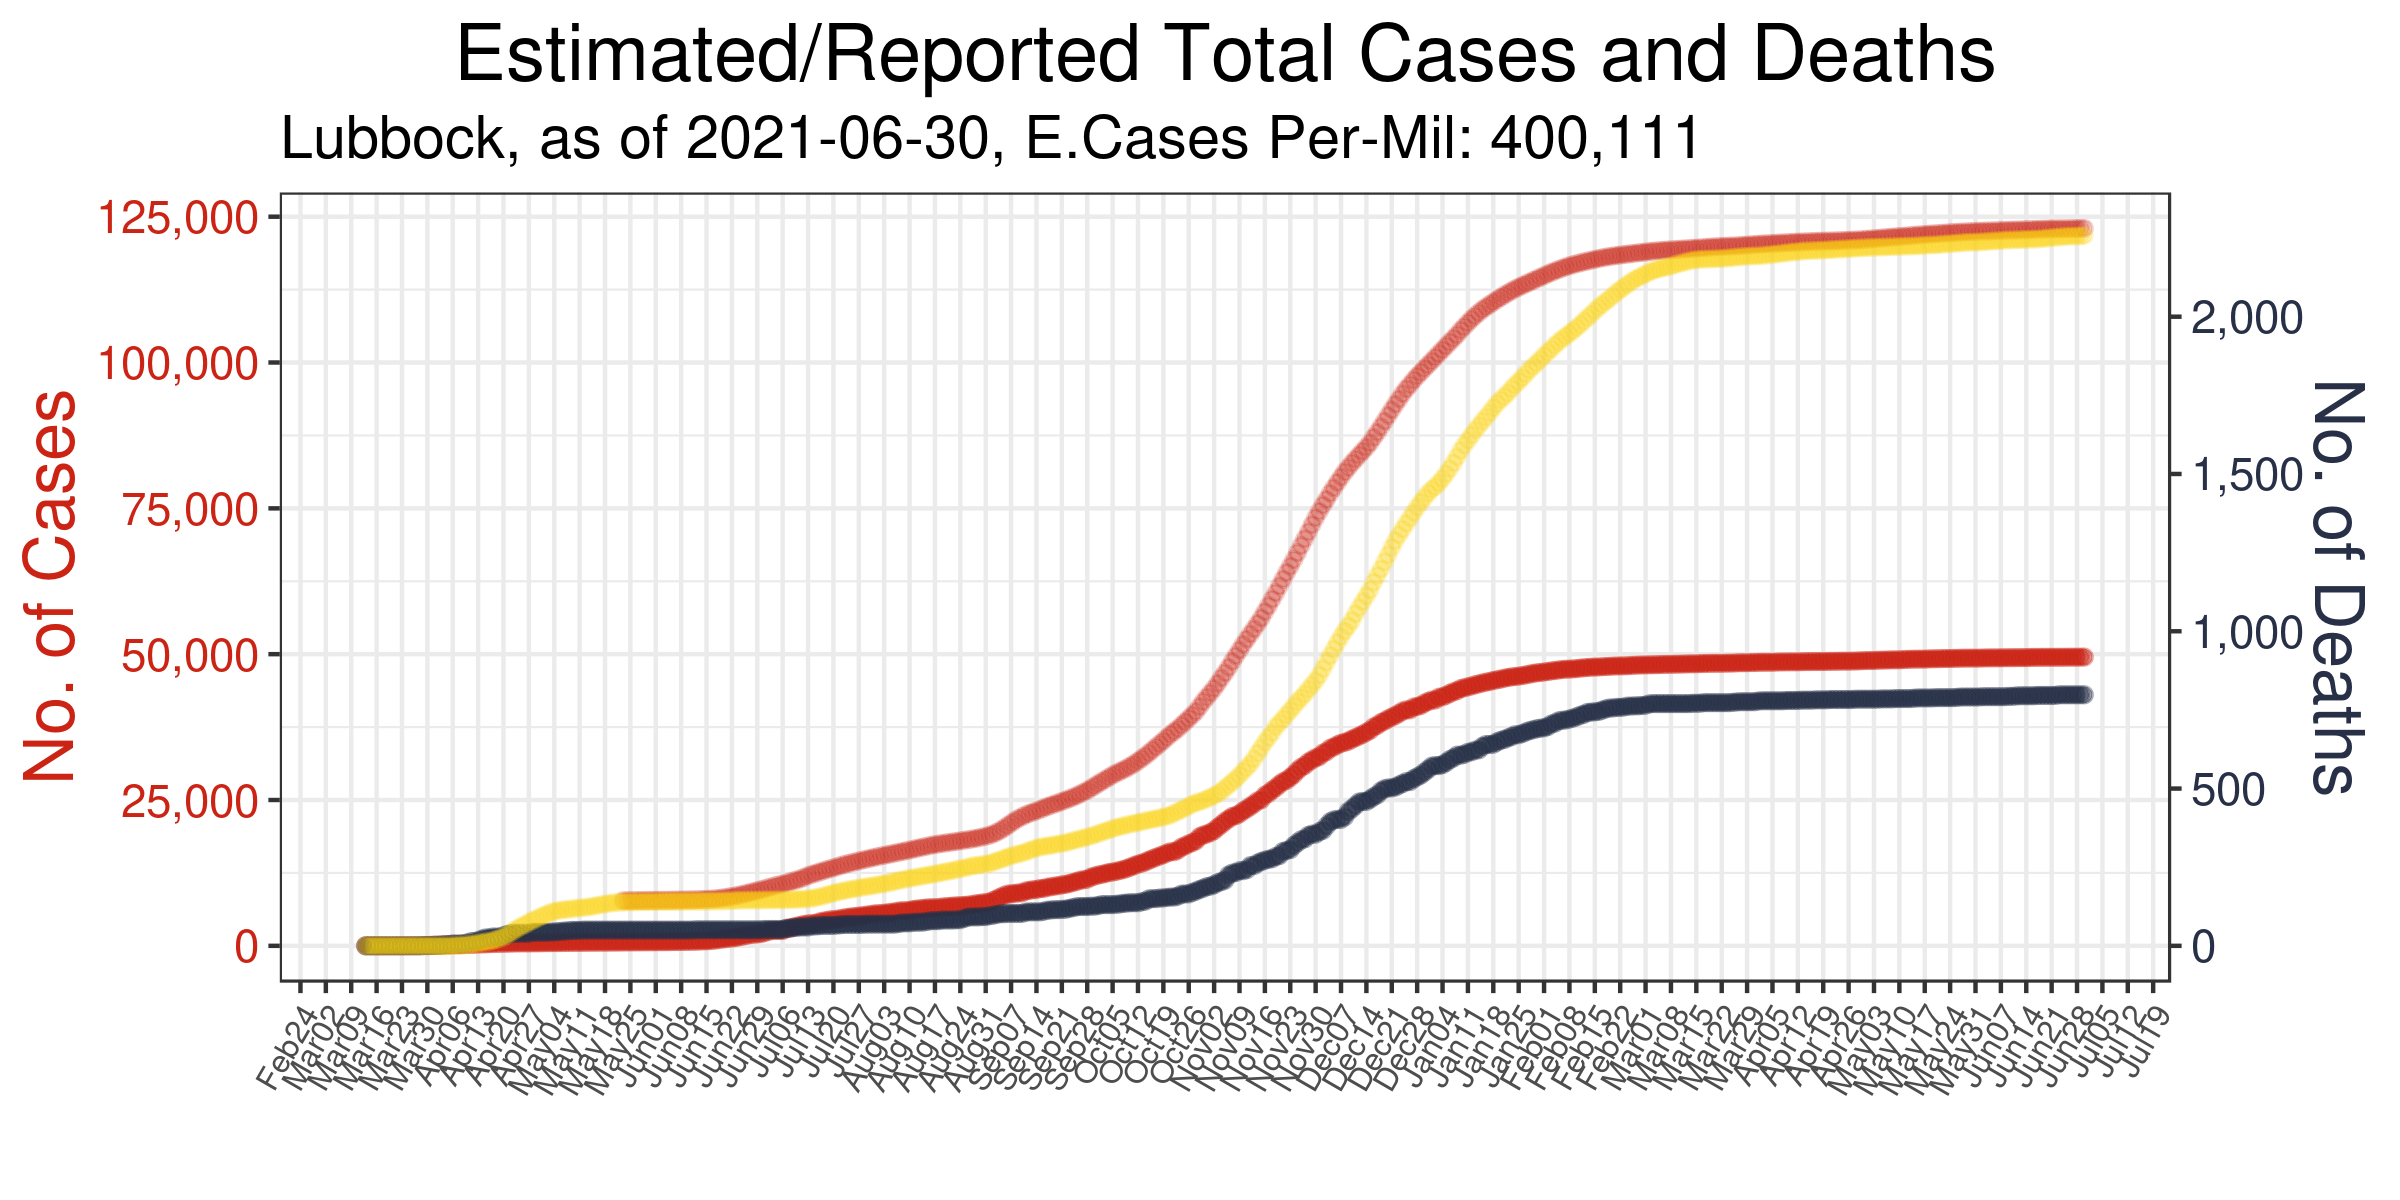 Estimated/Reported Total Cases and Deaths
Lubbock, as of 2021-06-30, E.Cases Per-Mil: 400,111
No. of Cases
125,000
100,000
75,000
50,000
25,000
0
2,000
1,500
1,000
500
0
No. of Deaths
Feb24
Mar02
Mar09
Mar16
Mar23
Mar30
Apr06
Apr13
Apr20
Apr27
May04
May11
May18
May25
Jun01
Jun08
Jun15
Jun22
Jun29
Jul06
Jul13
Jul20
Jul27
Aug03
Aug10
Aug17
Aug24
Aug31
Sep07
Sep14
Sep21
Sep28
Oct05
Oct12
Oct19
Oct26
Nov02
Nov09
Nov16
Nov23
Nov30
Dec07
Dec14
Dec21
Dec28
Jan04
Jan11
Jan18
Jan25
Feb01
Feb08
Feb15
Feb22
Mar01
Mar08
Mar15
Mar22
Mar29
Apr05
Apr12
Apr19
Apr26
May03
May10
May17
May24
May31
Jun07
Jun14
Jun21
Jun28
Jul05
Jul12
Jul19